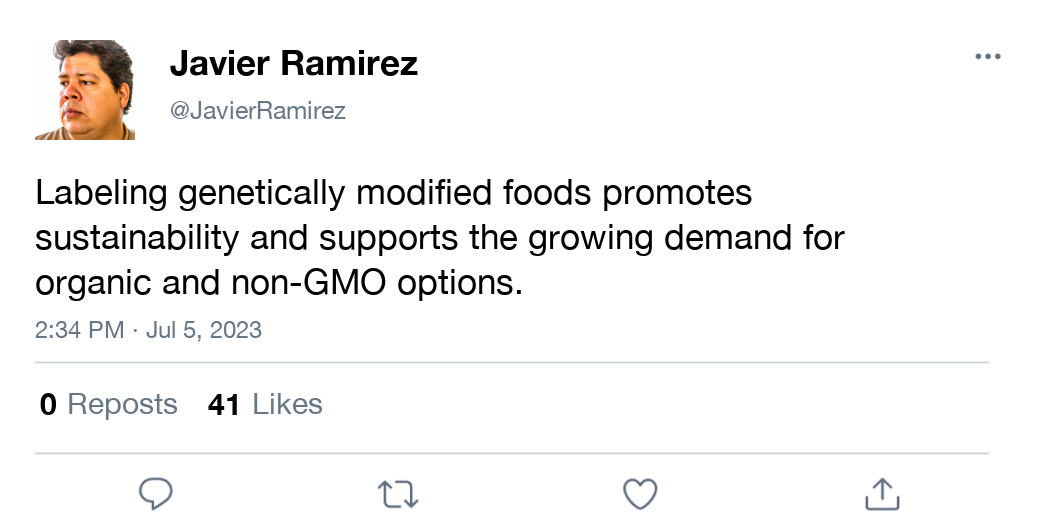 Javier Ramirez
@JavierRamirez
Labeling genetically modified foods promotes
sustainability and supports the growing demand for
organic and non-GMO options.
2:34 PM · Jul 5, 2023
0 Reposts 41 Likes